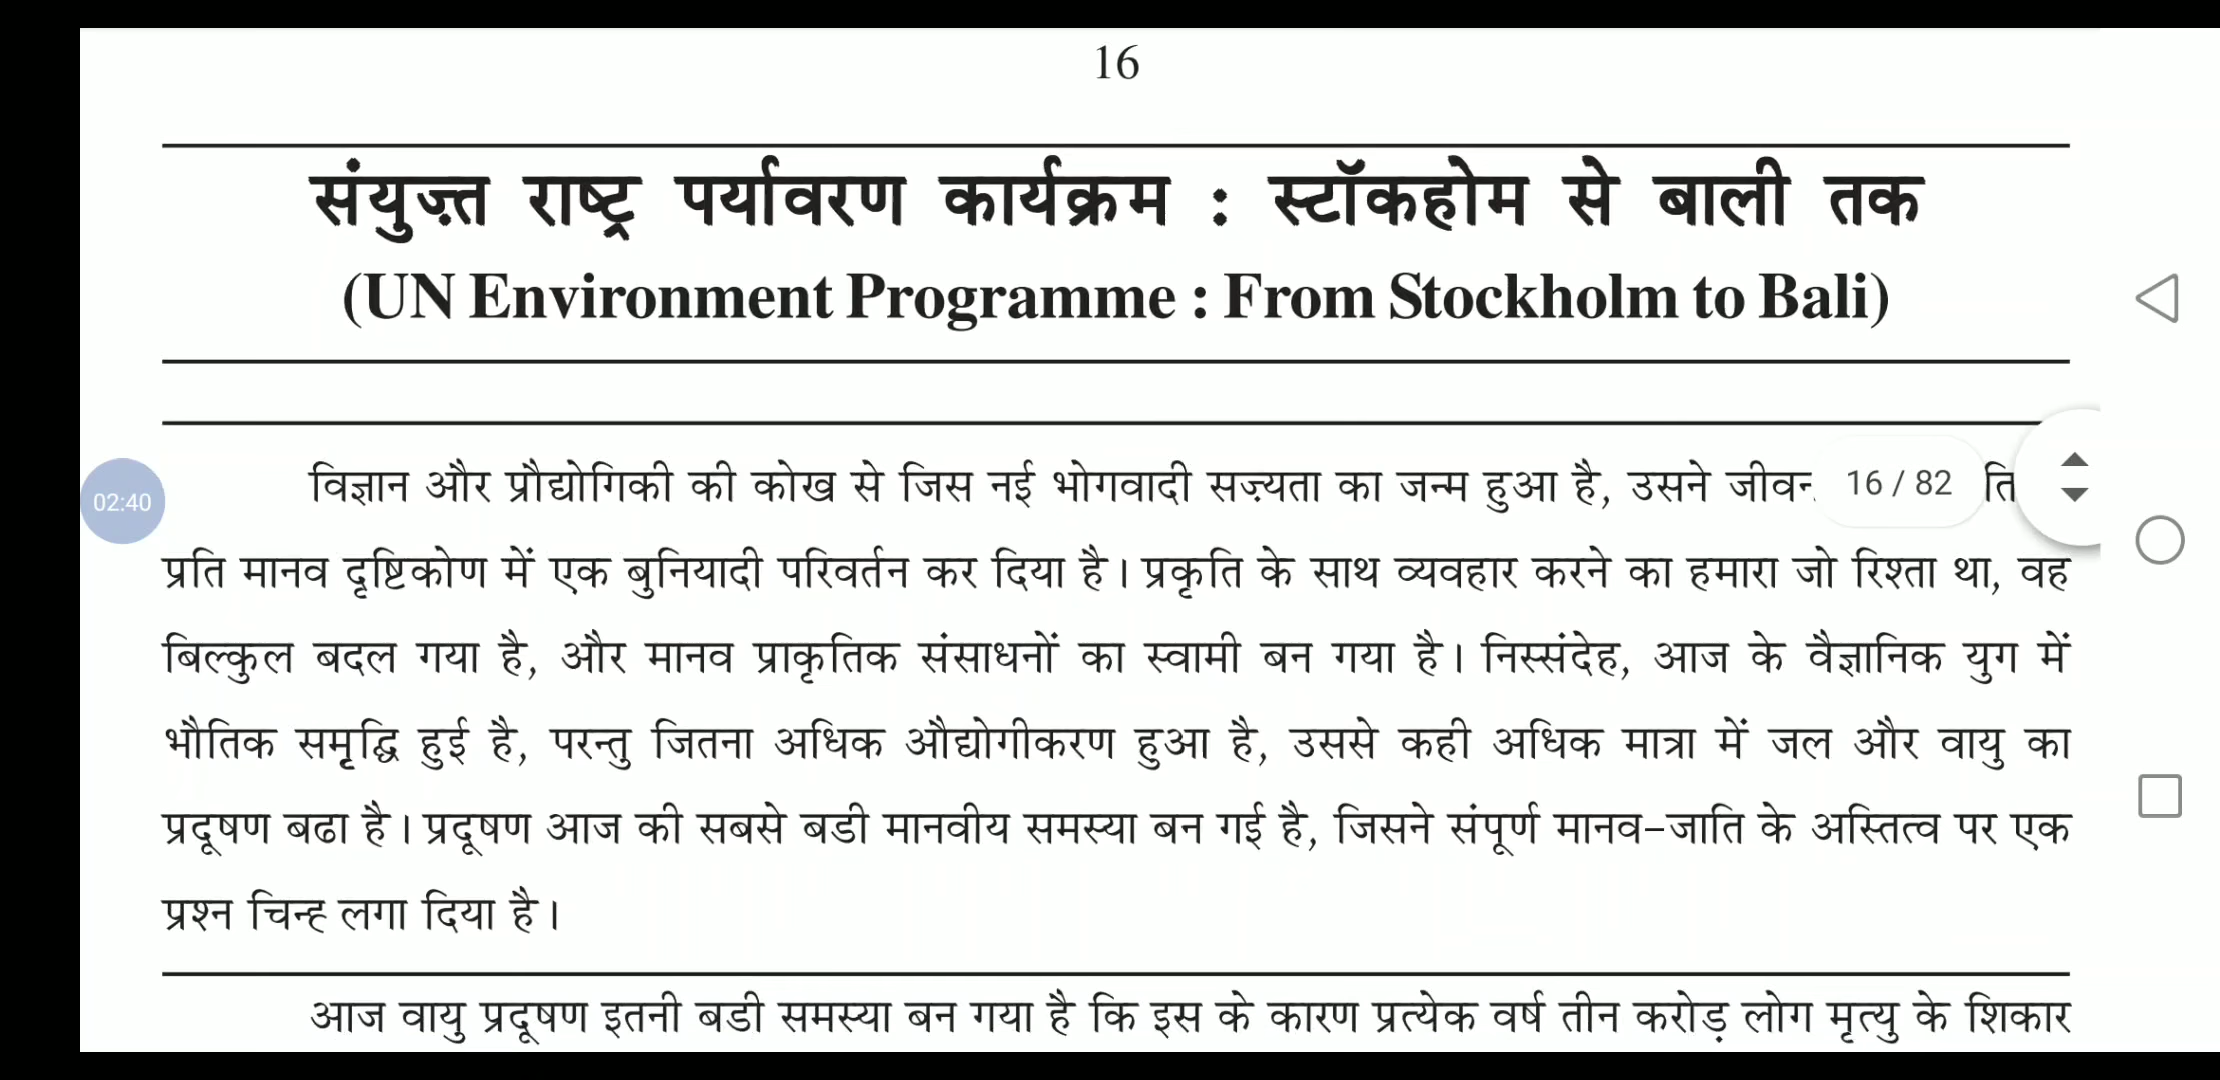 16
संयुज़्त राष्ट्र पर्यावरण कार्यक्रम : स्टॉकहोम से बाली तक
(UN Environment Programme : From Stockholm to Bali)
विज्ञान और प्रौद्योगिकी की कोख से जिस नई भोगवादी सज़्यता का जन्म हुआ है, उसने
16 / 82
02:40
प्रति मानव दृष्टिकोण में एक बुनियादी परिवर्तन कर दिया है। प्रकृति के साथ व्यवहार करने का हमारा जो रिश्ता था, वह
बिल्कुल बदल गया है, और मानव प्राकृतिक संसाधनों का स्वामी बन गया है। निस्संदेह, आज के वैज्ञानिक युग में
भौतिक समृद्धि हुई है, परन्तु जितना अधिक औद्योगीकरण हुआ है, उससे कही अधिक मात्रा में जल और वायु का
प्रदूषण बढा है। प्रदूषण आज की सबसे बडी मानवीय समस्या बन गई है, जिसने संपूर्ण मानव-जाति के अस्तित्व पर एक
प्रश्न चिन्ह लगा दिया है।
आज वायु प्रदूषण इतनी बडी समस्या बन गया है कि इस के कारण प्रत्येक वर्ष तीन करोड़ लोग मृत्यु के शिकार